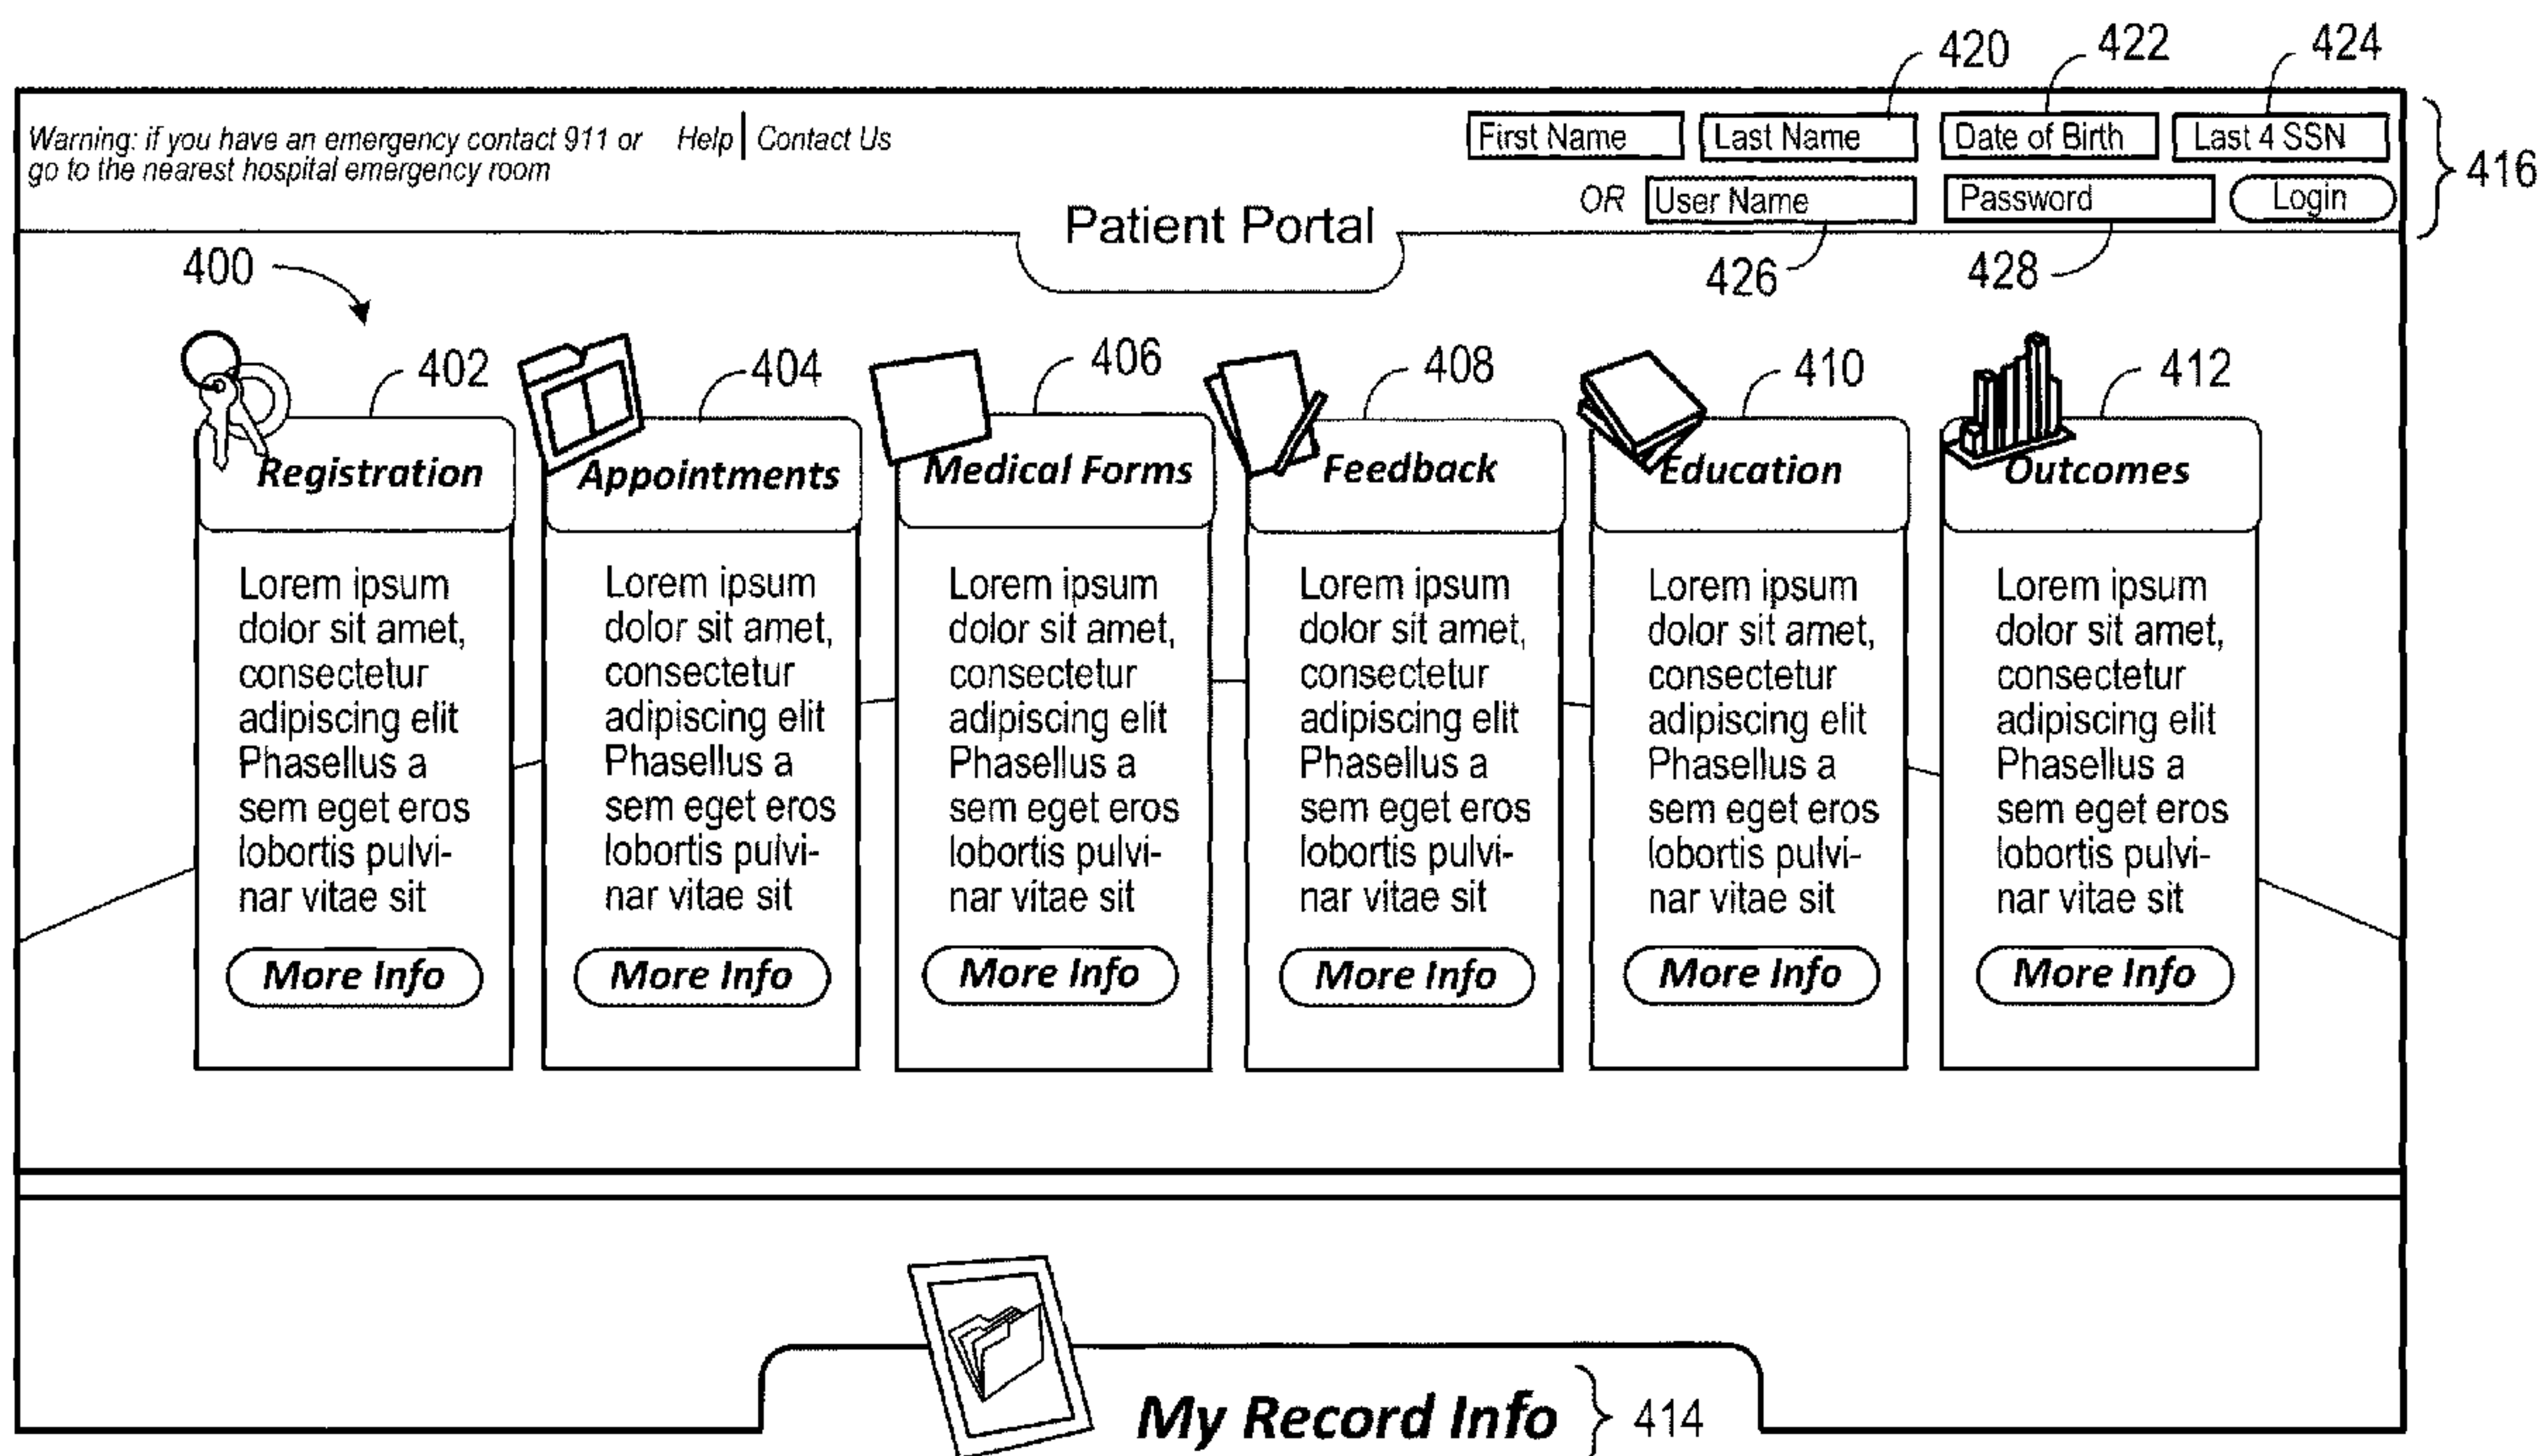 420 422 424
Warning: if you have an emergency contact 911 or Help Contact Us
go to the nearest hospital emergency room
First Name Last Name Date of Birth Last 4 SSN
416
OR User Name Password Login
Patient Portal
426 428
400
402 404 406 408 410 412
Registration
Lorem ipsum
dolor sit amet,
consectetur
adipiscing elit
Phasellus a
sem eget eros
lobortis pulvi-
nar vitae sit
More Info
Appointments
Lorem ipsum
dolor sit amet,
consectetur
adipiscing elit
Phasellus a
sem eget eros
lobortis pulvi-
nar vitae sit
More Info
Medical Forms
Lorem ipsum
dolor sit amet,
consectetur
adipiscing elit
Phasellus a
sem eget eros
lobortis pulvi-
nar vitae sit
More Info
Feedback
Lorem ipsum
dolor sit amet,
consectetur
adipiscing elit
Phasellus a
sem eget eros
lobortis pulvi-
nar vitae sit
More Info
Education
Lorem ipsum
dolor sit amet,
consectetur
adipiscing elit
Phasellus a
sem eget eros
lobortis pulvi-
nar vitae sit
More Info
Outcomes
Lorem ipsum
dolor sit amet,
consectetur
adipiscing elit
Phasellus a
sem eget eros
lobortis pulvi-
nar vitae sit
More Info
My Record Info 414